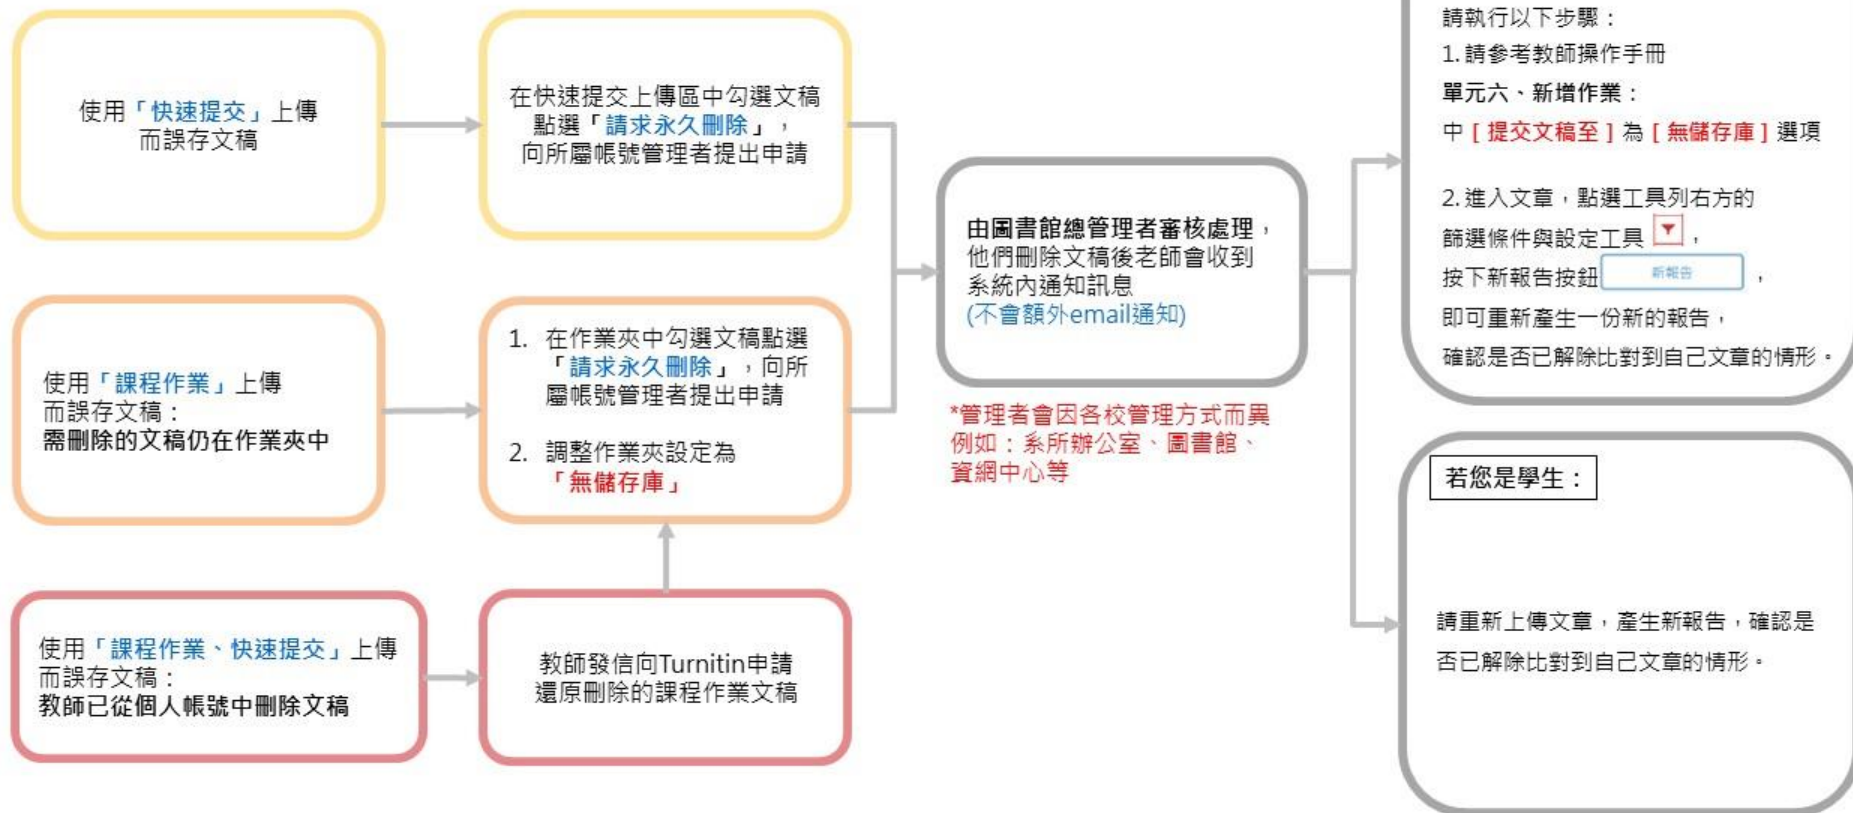 使用「快速提交」上傳
而誤存文稿
在快速提交上傳區中勾選文稿
點選「請求永久刪除」，
向所屬帳號管理者提出申請
使用「課程作業」上傳
而誤存文稿：
需刪除的文稿仍在作業夾中
1. 在作業夾中勾選文稿點選
「請求永久刪除」，向所
屬帳號管理者提出申請
2. 調整作業夾設定為
「無儲存庫」
使用「課程作業、快速提交」上傳
而誤存文稿：
教師已從個人帳號中刪除文稿
教師發信向Turnitin申請
還原刪除的課程作業文稿
由圖書館總管理者審核處理，
他們刪除文稿後老師會收到
系統內通知訊息
(不會額外email通知)
*管理者會因各校管理方式而異
例如：系所辦公室、圖書館、
資網中心等
請執行以下步驟：
1. 請參考教師操作手冊
單元六、新增作業：
中 [ 提交文稿至 ] 為 [ 無儲存庫 ] 選項
2. 進入文章，點選工具列右方的
篩選條件與設定工具 ，
按下新報告按鈕 新報告 ，
即可重新產生一份新的報告，
確認是否已解除比對到自己文章的情形。
若您是學生：
請重新上傳文章，產生新報告，確認是
否已解除比對到自己文章的情形。